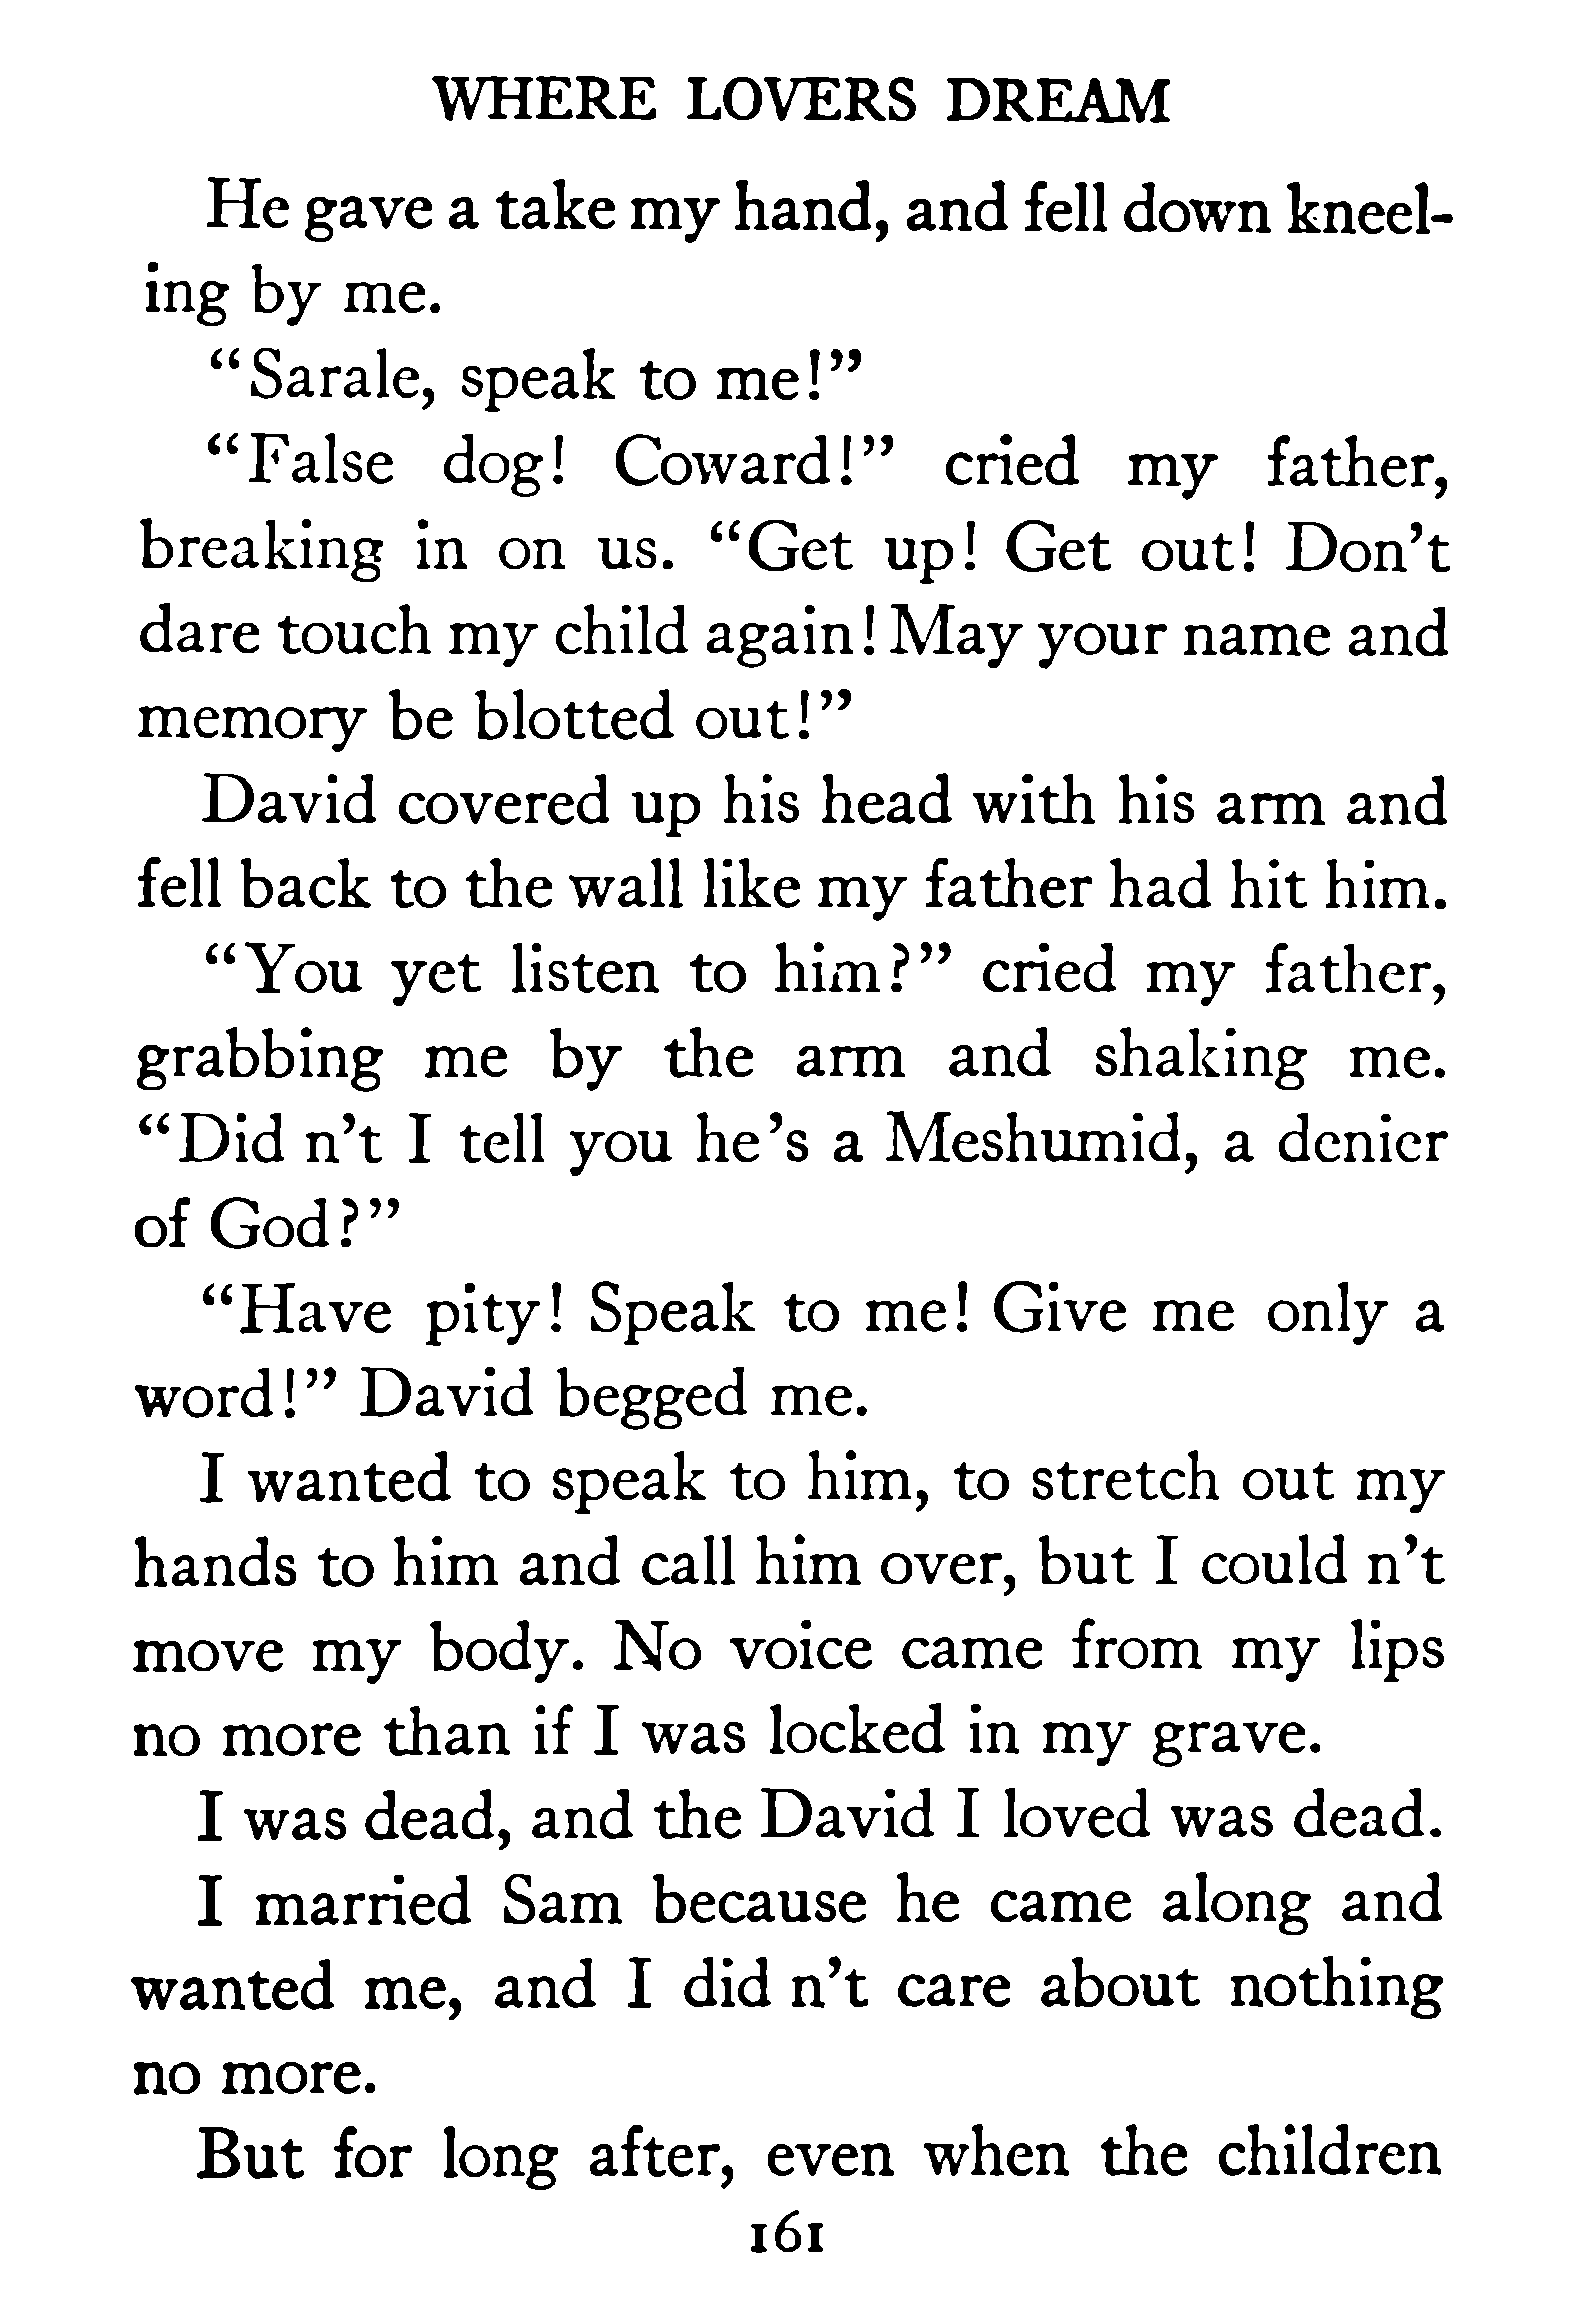 WHERE LOVERS DREAM
He gave a take my hand, and fell down kneel-
ing by me.
“Sarale, speak to me!”
“False dog! Coward!” cried my father,
breaking in on us. “Get up! Get out! Don’t
dare touch my child again! May your name and
memory be blotted out!”
David covered up his head with his arm and
fell back to the wall like my father had hit him.
“You yet listen to him?” cried my father,
grabbing me by the arm and shaking me.
“Did n’t I tell you he’s a Meshumid, a denier
of God?”
“Have pity! Speak to me! Give me only a
word!” David begged me.
I wanted to speak to him, to stretch out my
hands to him and call him over, but I could n’t
move my body. No voice came from my lips
no more than if I was locked in my grave.
I was dead, and the David I loved was dead.
I married Sam because he came along and
wanted me, and I did n’t care about nothing
no more.
But for long after, even when the children
161